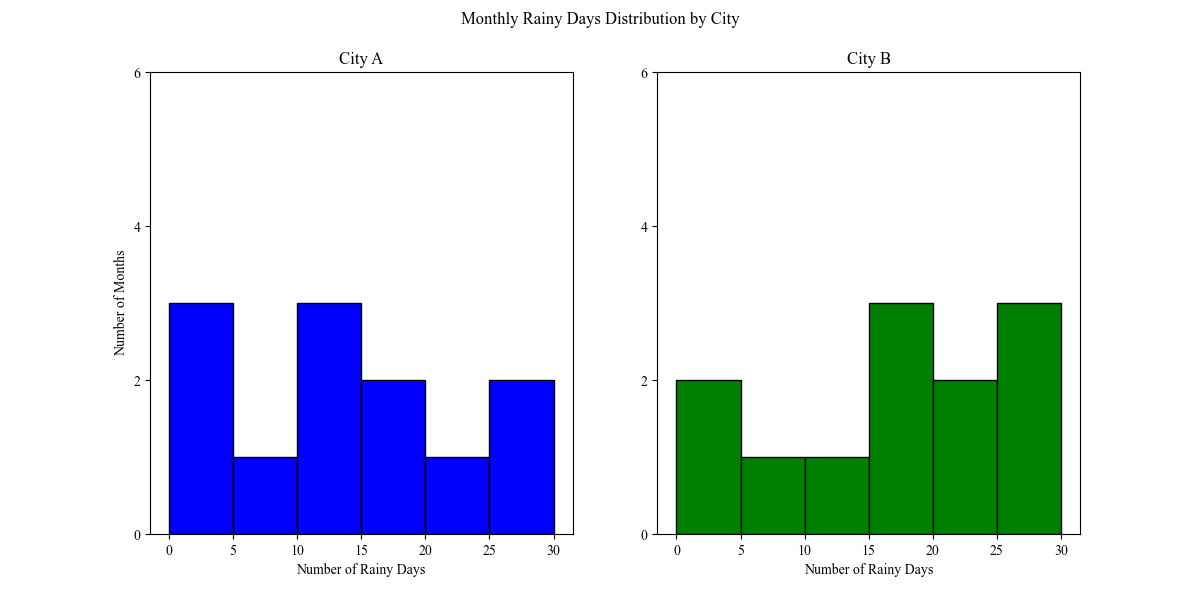 Monthly Rainy Days Distribution by City
City A
6
4
2
0
Number of Months
0 5 10 15 20 25 30
Number of Rainy Days
City B
6
4
2
0
0 5 10 15 20 25 30
Number of Rainy Days